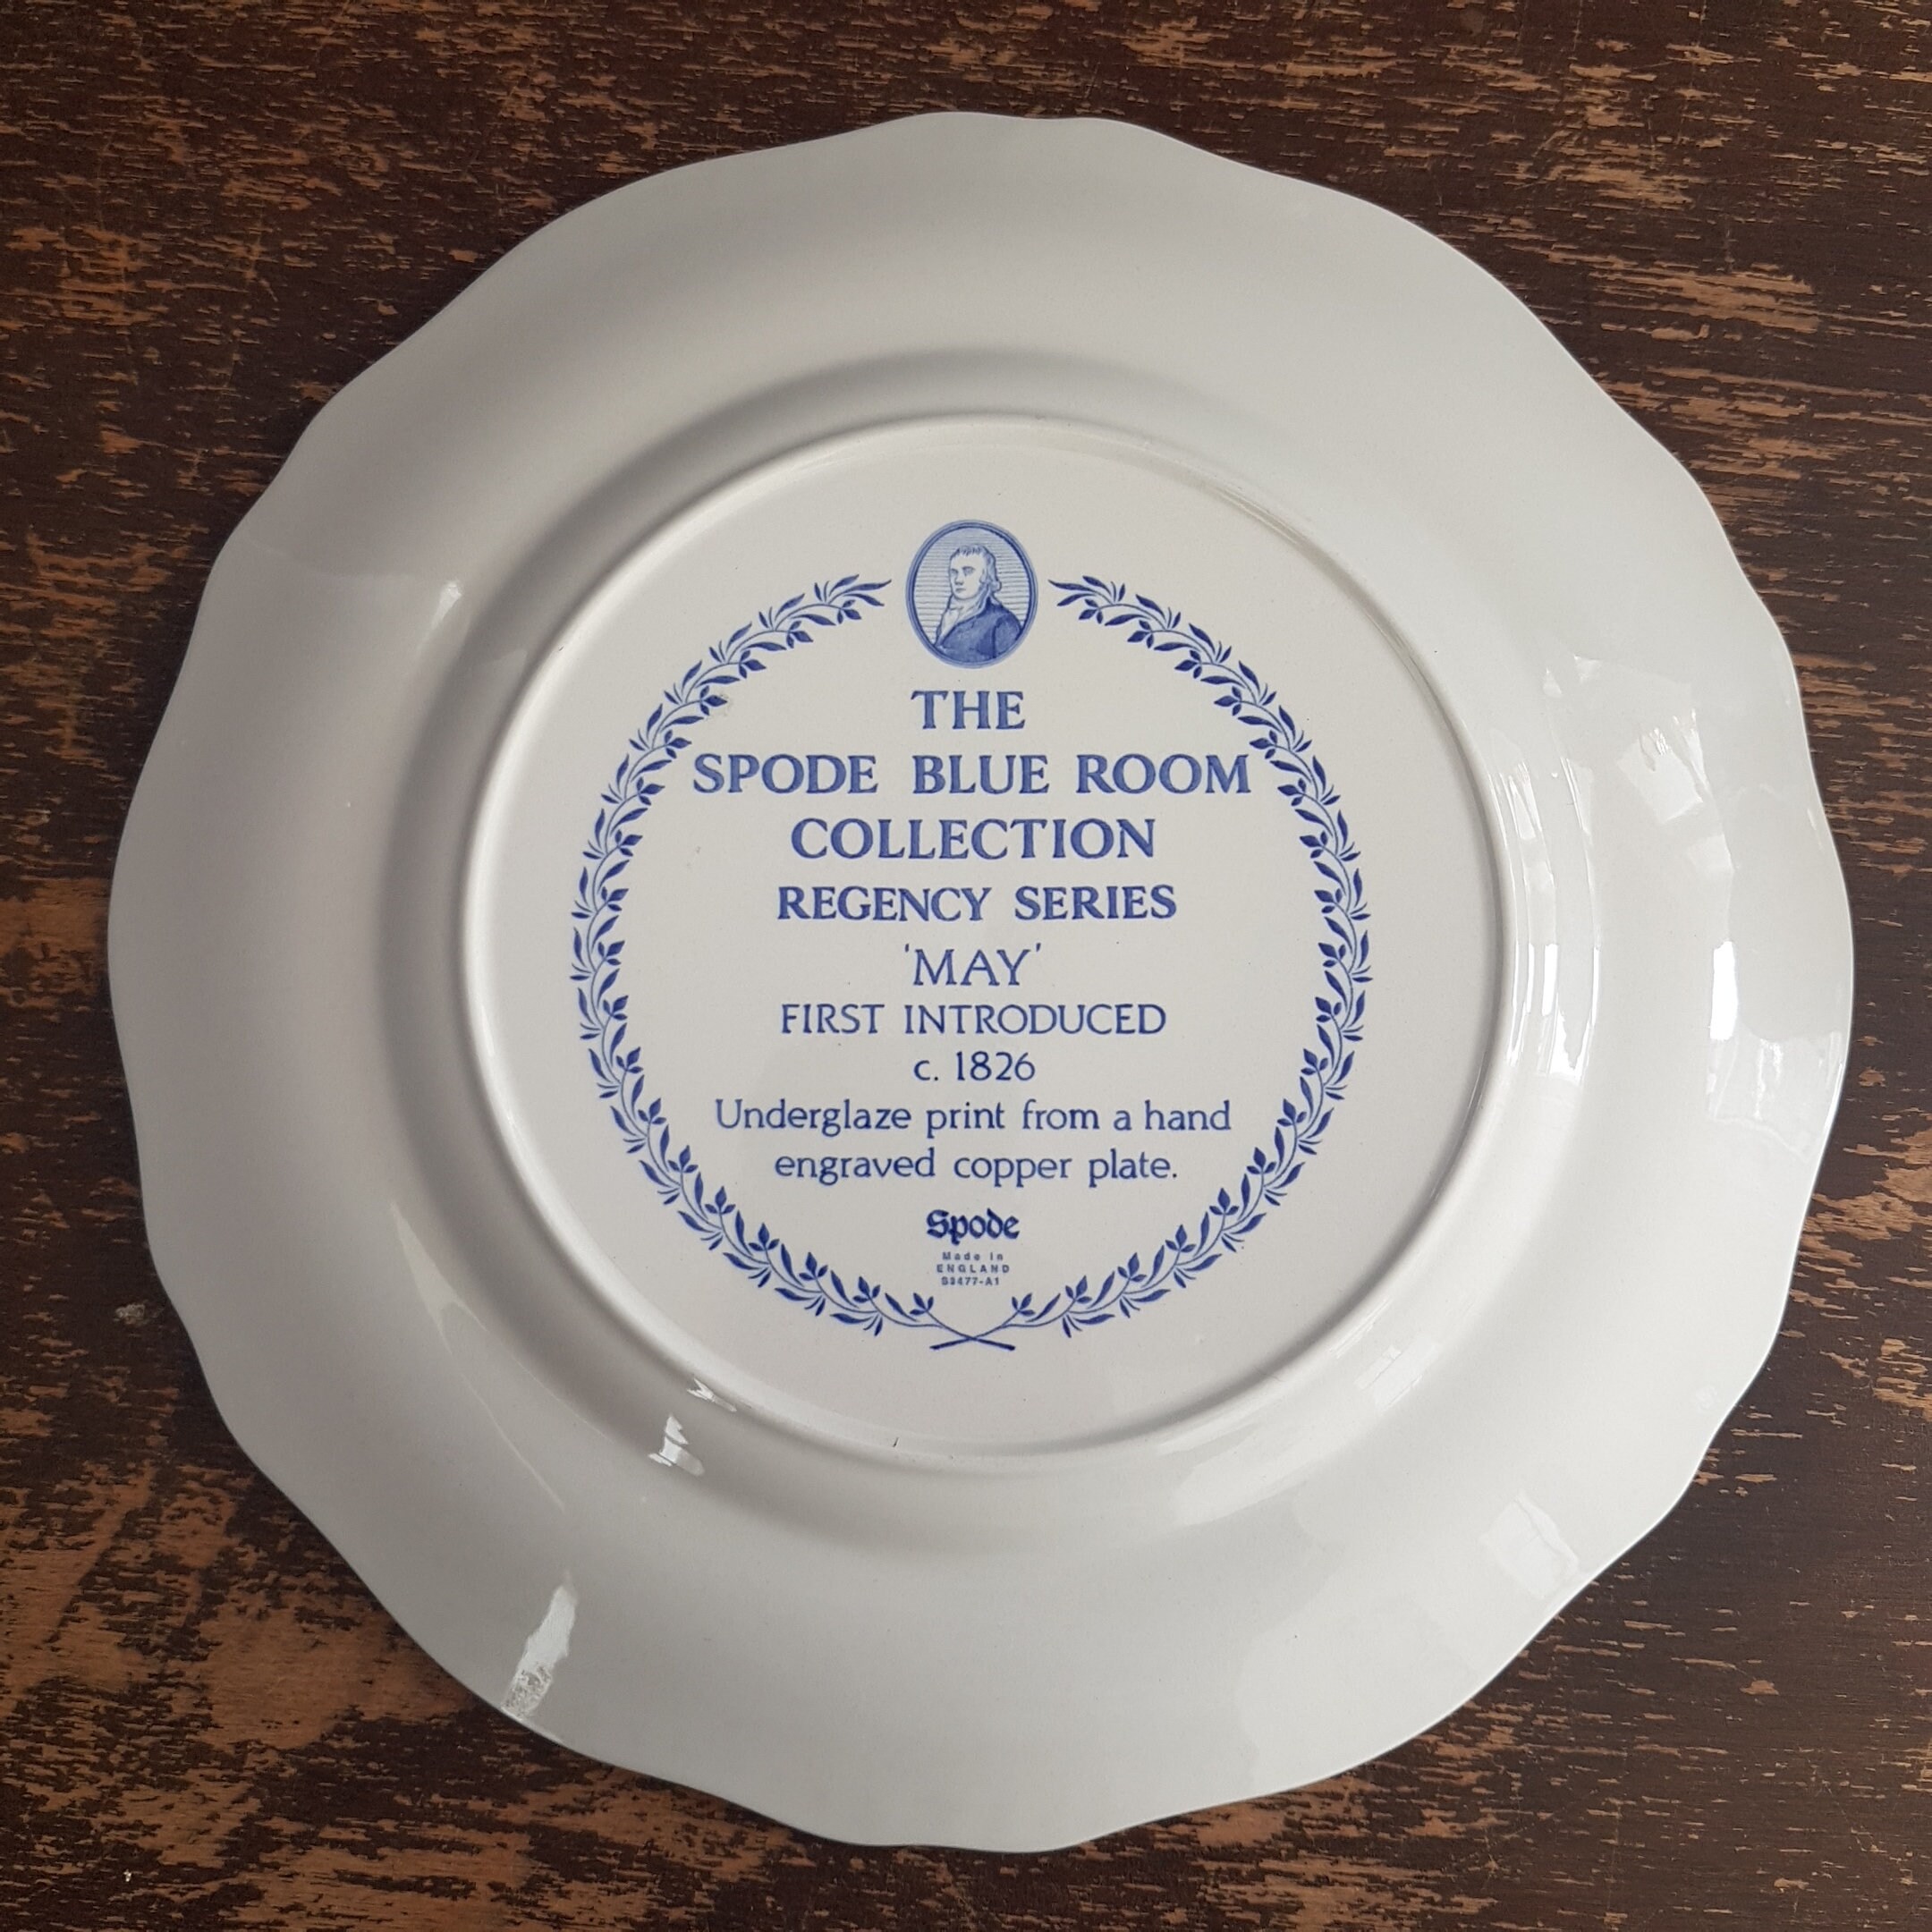 THE
SPODE BLUE ROOM
COLLECTION
REGENCY SERIES
'MAY'
FIRST INTRODUCED
c. 1826
Underglaze print from a hand
engraved copper plate.
Spode
Made in
ENGLAND
S3477-A1